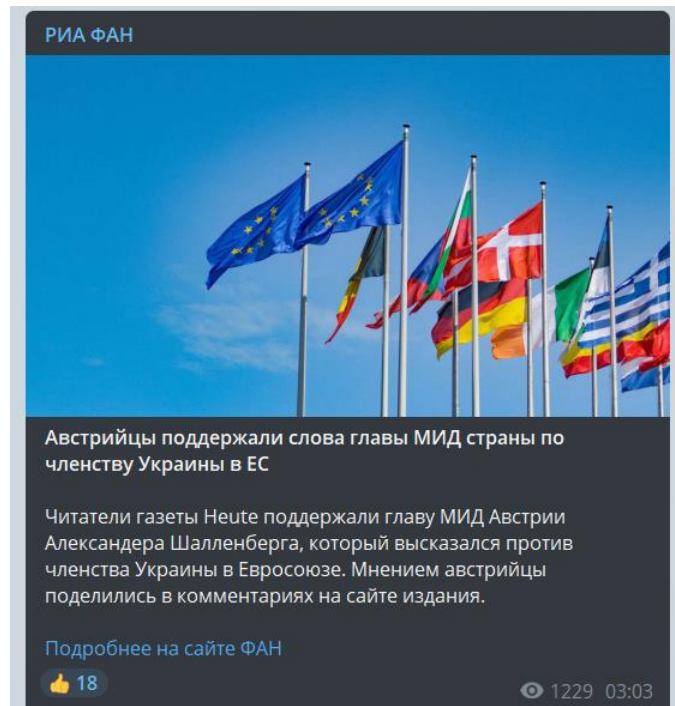 РИА ФАН
Австрийцы поддержали слова главы МИД страны по
членству Украины в ЕС
Читатели газеты Heute поддержали главу МИД Австрии
Александера Шалленберга, который высказался против
членства Украины в Евросоюзе. Мнением австрийцы
поделились в комментариях на сайте издания.
Подробнее на сайте ФАН
18
1229 03:03